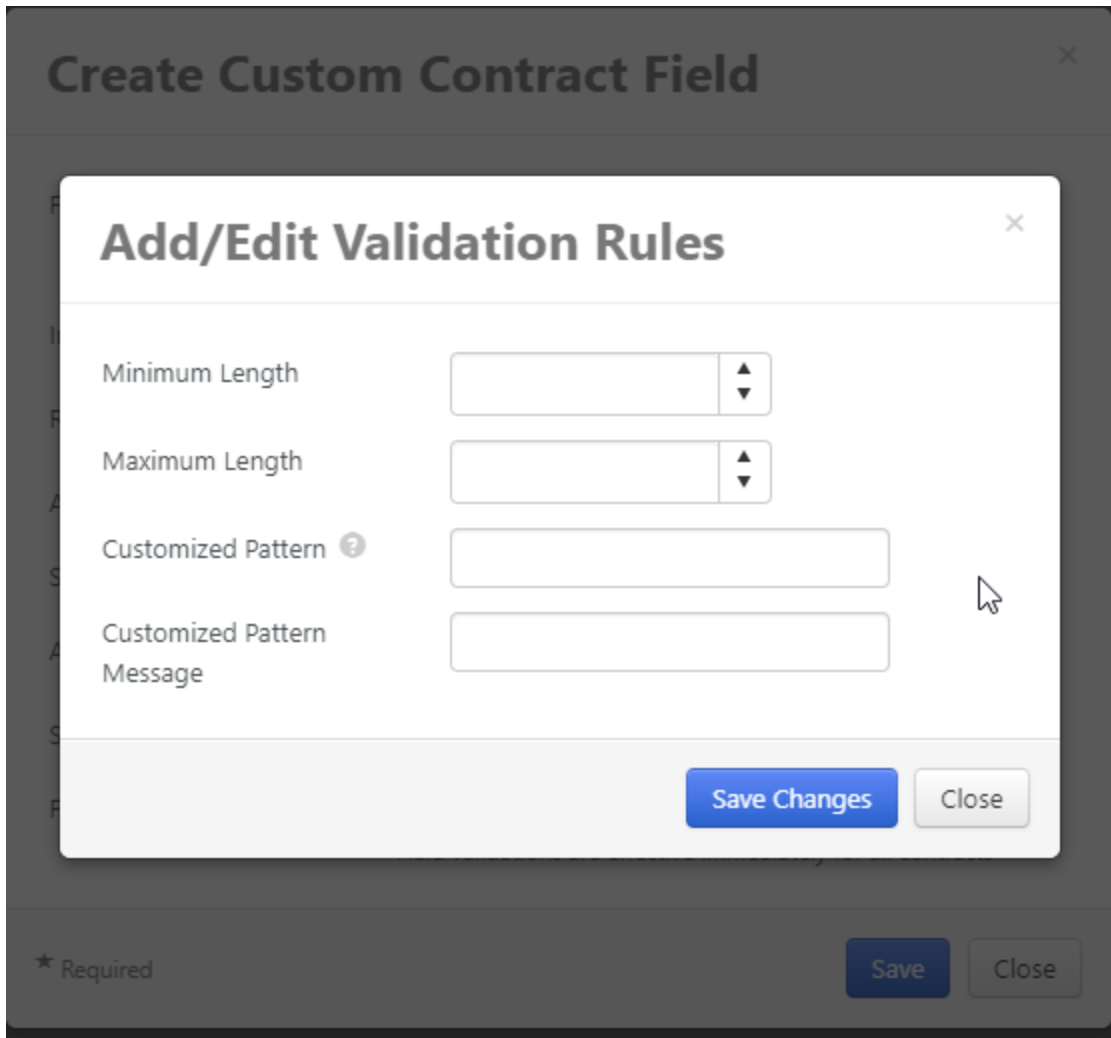 Create Custom Contract Field
Add/Edit Validation Rules
Minimum Length
Maximum Length
Customized Pattern
Customized Pattern
Message
Save Changes
Close
* Required
Save
Close